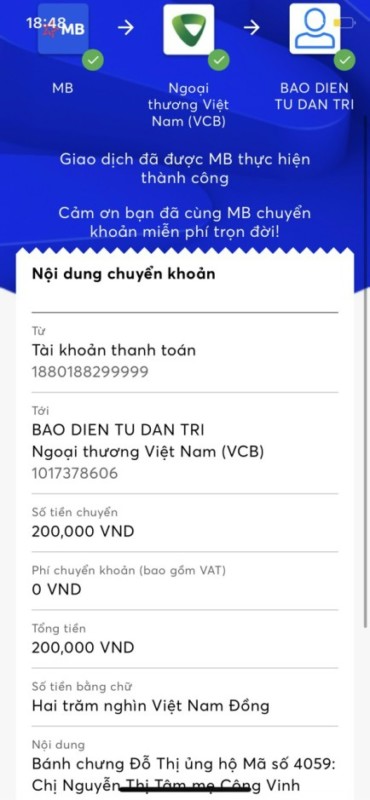 18:48
MB
MB
Ngoại
thương Việt
Nam (VCB)
BAO DIEN
TU DAN TRI
Giao dịch đã được MB thực hiện
thành công
Cảm ơn bạn đã cùng MB chuyển
khoản miễn phí trọn đời!
Nội dung chuyển khoản
Từ
Tài khoản thanh toán
1880188299999
Tới
BAO DIEN TU DAN TRI
Ngoại thương Việt Nam (VCB)
1017378606
Số tiền chuyển
200,000 VND
Phí chuyển khoản (bao gồm VAT)
0 VND
Tổng tiền
200,000 VND
Số tiền bằng chữ
Hai trăm nghìn Việt Nam Đồng
Nội dung
Bánh chưng Đỗ Thị ủng hộ Mã số 4059:
Chị Nguyễn Thị Tâm mẹ Công Vinh